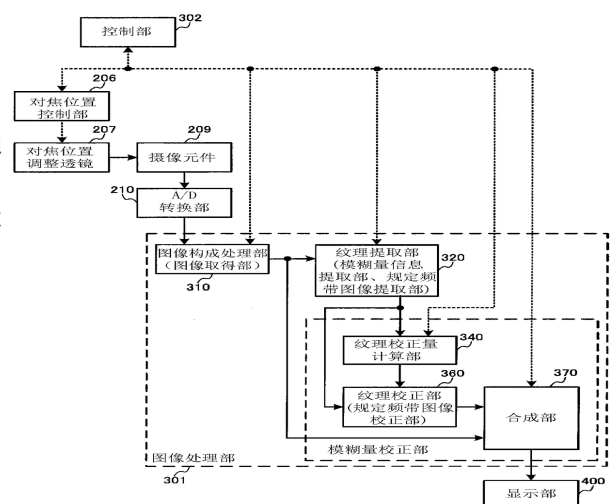 控制部
302
206
对焦位置
控制部
207
对焦位置
调整透镜
209
摄像元件
210
A/D
转换部
图像构成处理部
(图像取得部)
310
纹理提取部
(模糊量信息
提取部、规定频
带图像提取部)
320
340
纹理校正量
计算部
360
纹理校正部
(规定频带图像
校正部)
370
合成部
模糊量校正部
图像处理部
301
400
显示部